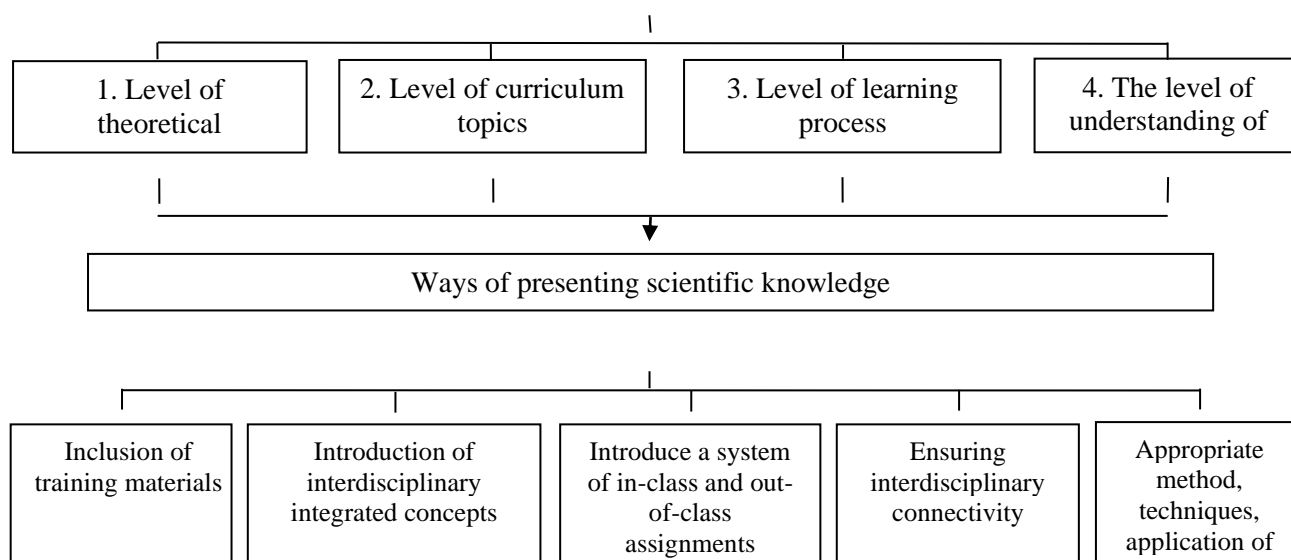 1. Level of
theoretical
2. Level of curriculum
topics
3. Level of learning
process
4. The level of
understanding of
Ways of presenting scientific knowledge
Inclusion of
training materials
Introduction of
interdisciplinary
integrated concepts
Introduce a system
of in-class and out-
of-class
assignments
Ensuring
interdisciplinary
connectivity
Appropriate
method,
techniques,
application of